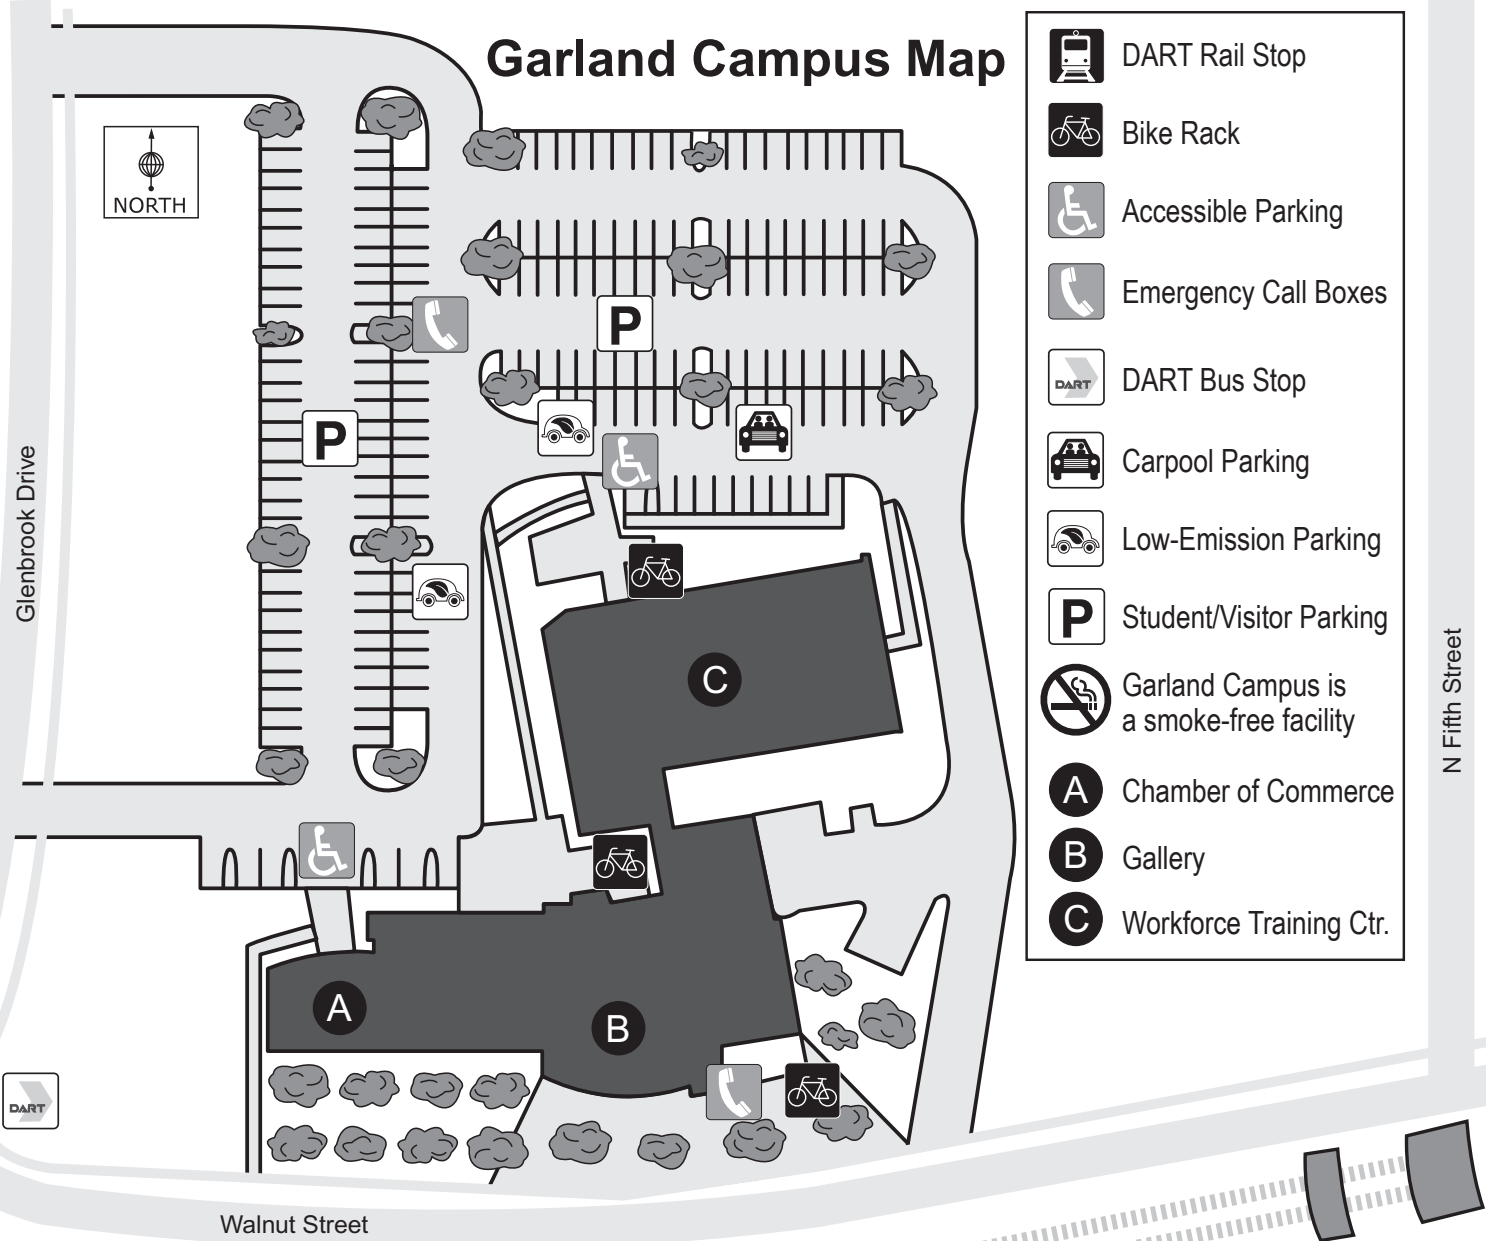 Garland Campus Map
NORTH
P
P
Glenbrook Drive
N Fifth Street
Walnut Street
DART
A
B
C
DART Rail Stop
Bike Rack
Accessible Parking
Emergency Call Boxes
DART
DART Bus Stop
Carpool Parking
Low-Emission Parking
P
Student/Visitor Parking
Garland Campus is
a smoke-free facility
A
Chamber of Commerce
B
Gallery
C
Workforce Training Ctr.